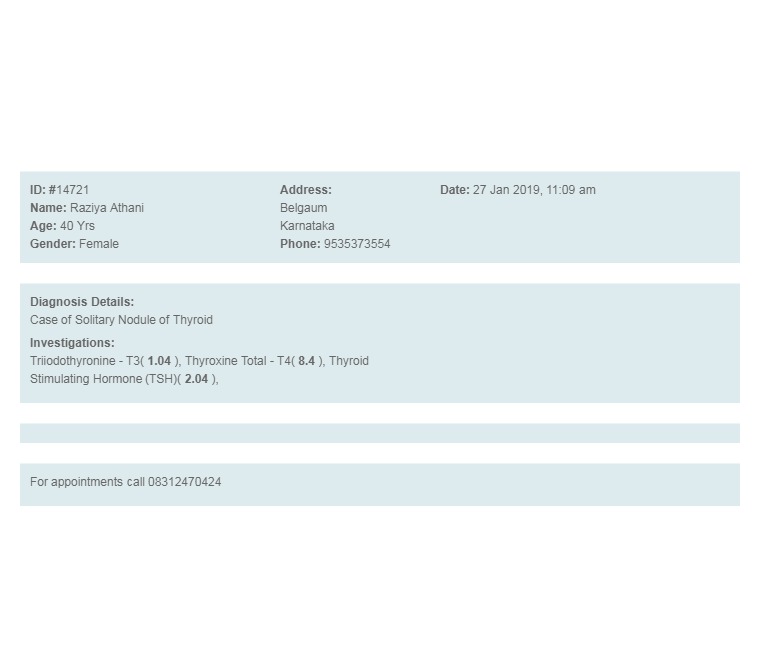 ID: #14721
Name: Raziya Athani
Age: 40 Yrs
Gender: Female
Address:
Belgaum
Karnataka
Phone: 9535373554
Date: 27 Jan 2019, 11:09 am
Diagnosis Details:
Case of Solitary Nodule of Thyroid
Investigations:
Triiodothyronine - T3( 1.04 ), Thyroxine Total - T4( 8.4 ), Thyroid
Stimulating Hormone (TSH)( 2.04 ),
For appointments call 08312470424